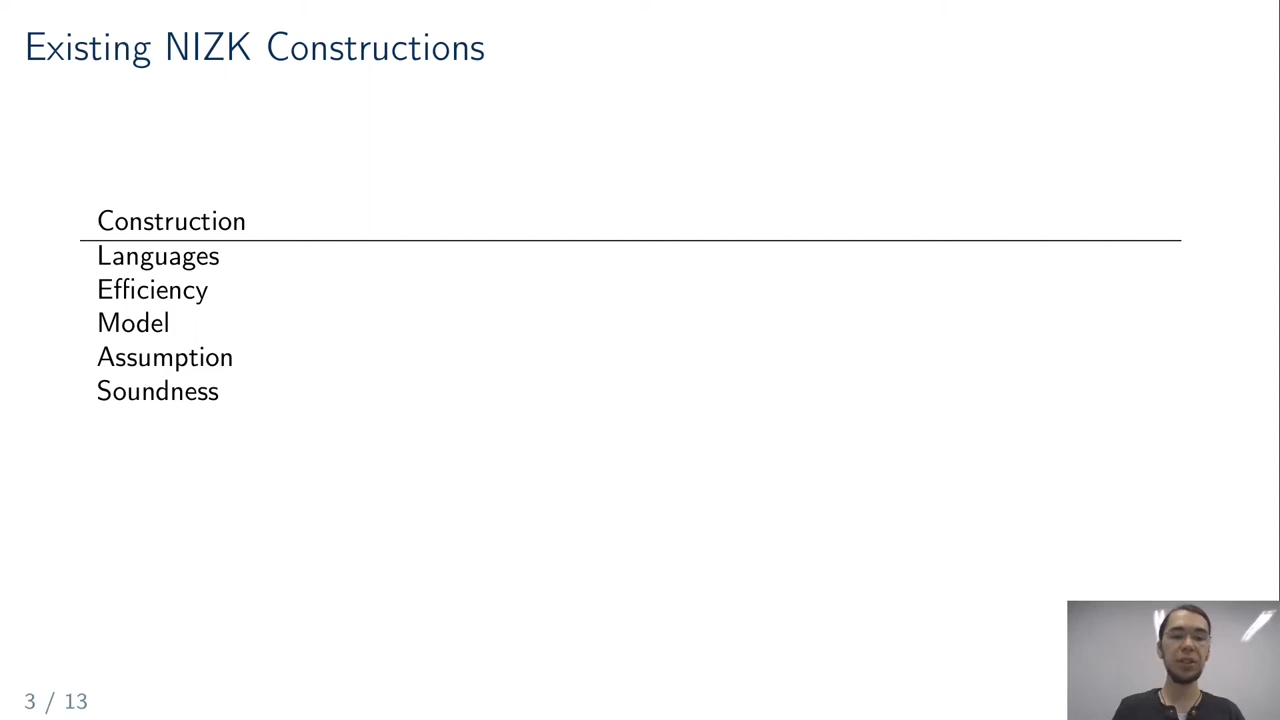 Existing NIZK Constructions
Construction
Languages
Efficiency
Model
Assumption
Soundness
3 / 13